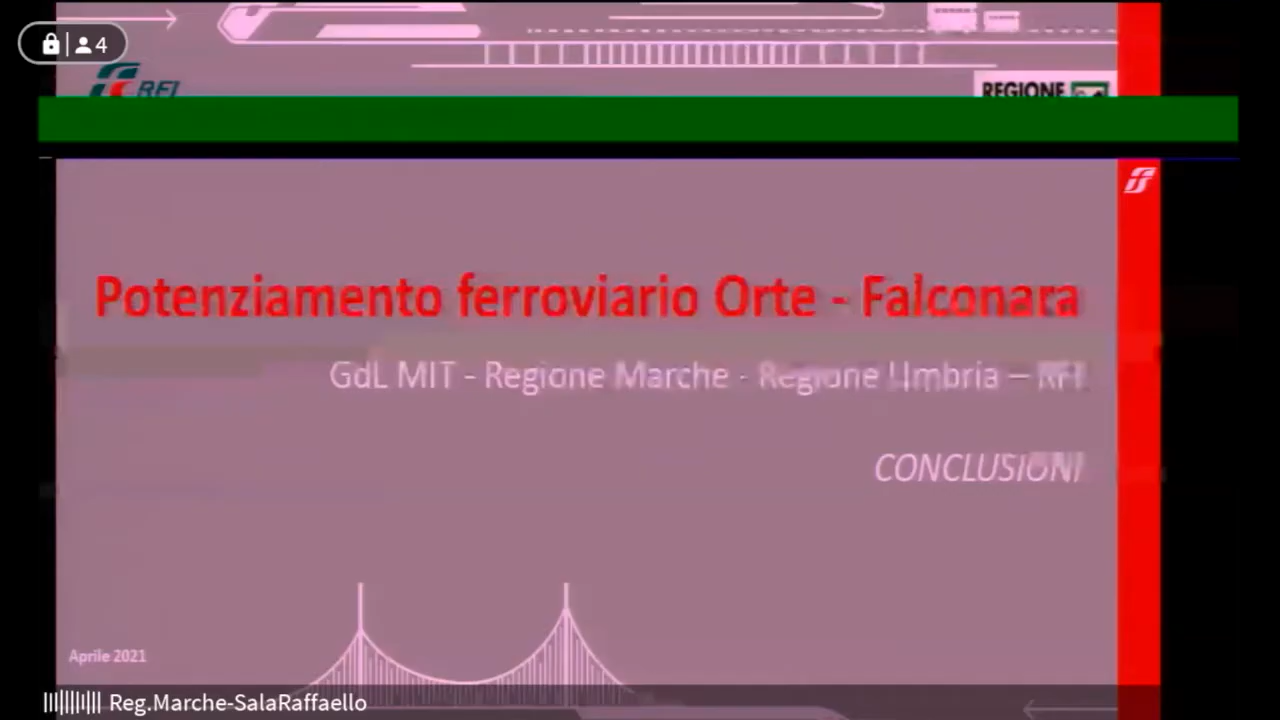 4
RFI
REGIONE
Potenziamento ferroviario Orte - Falconara
GdL MIT - Regione Marche - Regione Umbria – RFI
CONCLUSIONI
Aprile 2021
Reg.Marche-SalaRaffaello